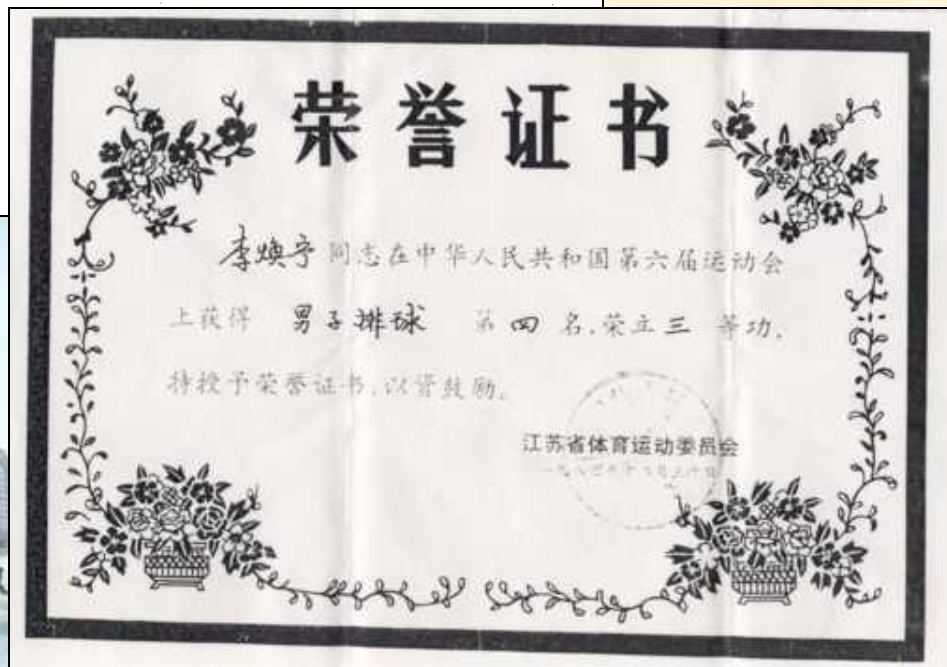 荣誉证书
李焕宁同志在中华人民共和国第六届运动会
上获得 男子排球 第四名,荣立三等功,
特授予荣誉证书,以资鼓励。
江苏省体育运动委员会